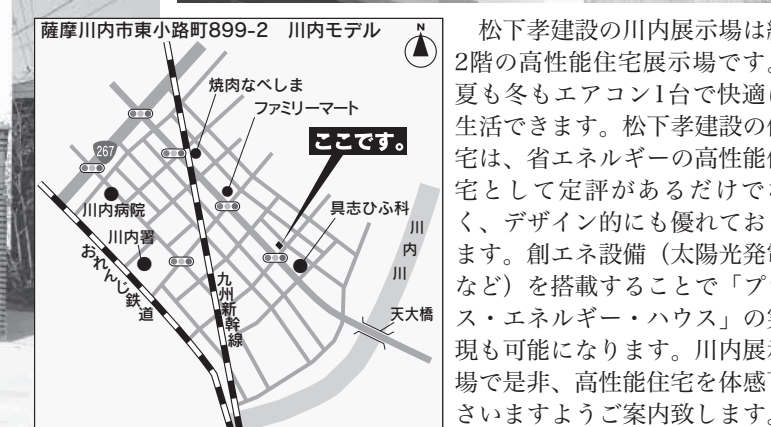 薩摩川内市東小路町899-2　川内モデル
N
焼肉なべしま
ファミリーマート
ここです。
267
川内病院
川内署
具志ひふ科
川内川
おれんじ鉄道
九州新幹線
天大橋
松下孝建設の川内展示場は
2階の高性能住宅展示場です。
夏も冬もエアコン1台で快適
生活できます。松下孝建設の
宅は、省エネルギーの高性能
宅として定評があるだけで
く、デザイン的にも優れてお
ます。創エネ設備（太陽光発電
など）を搭載することで「プ
ス・エネルギー・ハウス」の
現も可能になります。川内展示
場で是非、高性能住宅を体感
さいますようご案内致します。